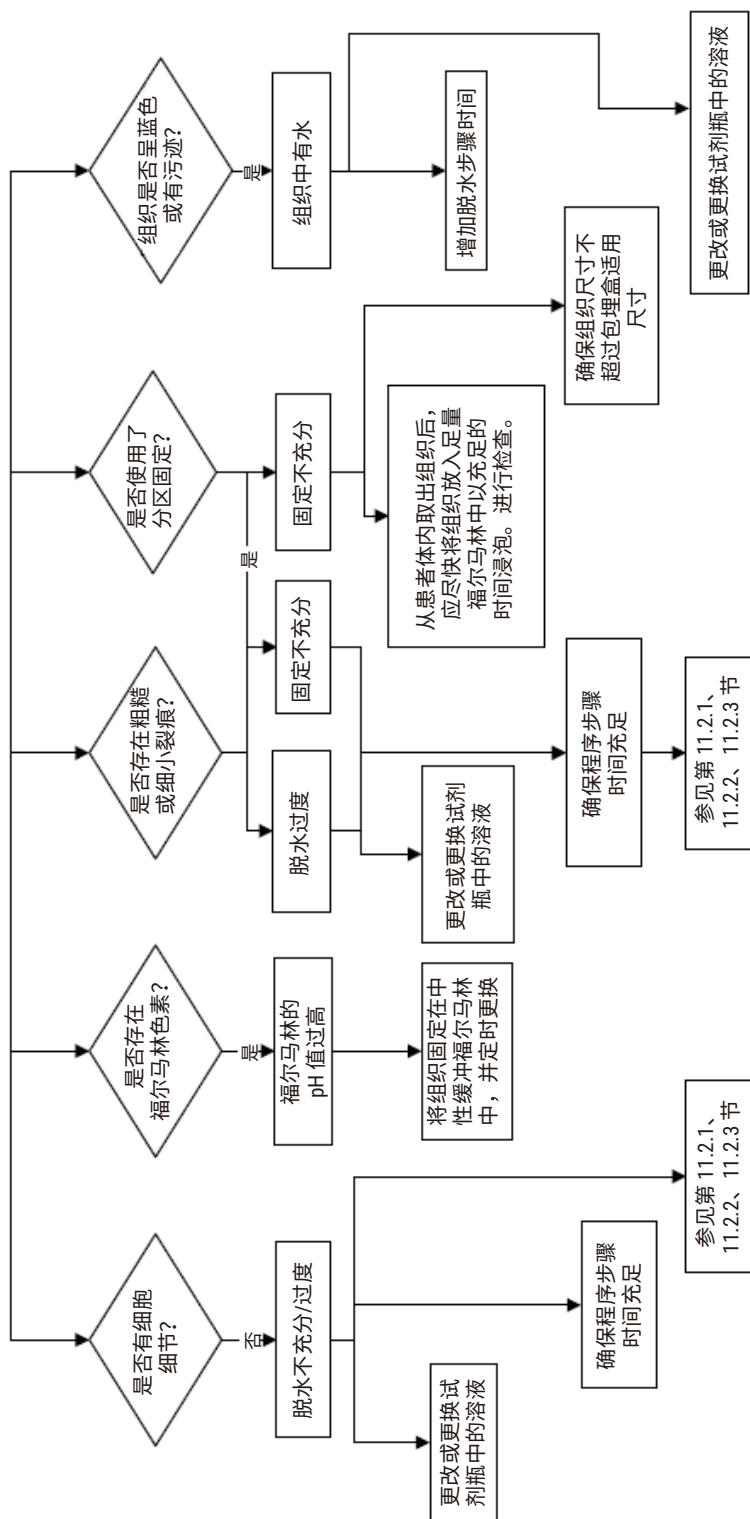 是否有细胞
细节?
否
脱水不充分/过度
更改或更换试
剂瓶中的溶液
确保程序步骤
时间充足
参见第 11.2.1、
11.2.2、11.2.3 节
是否存在
福尔马林色素?
是
福尔马林的
pH 值过高
将组织固定在中
性缓冲福尔马林
中，并定时更换
是否存在粗糙
或细小裂痕?
是否使用了
分区固定?
是
脱水过度
固定不充分
固定不充分
更改或更换试剂
瓶中的溶液
确保程序步骤
时间充足
参见第 11.2.1、
11.2.2、11.2.3 节
从患者体内取出组织后，
应尽快将组织放入足量
福尔马林中以充足的
时间浸泡。进行检查。
确保组织尺寸不
超过包埋盒适用
尺寸
组织是否呈蓝色
或有污迹?
是
组织中有水
增加脱水步骤时间
更改或更换试剂瓶中的溶液